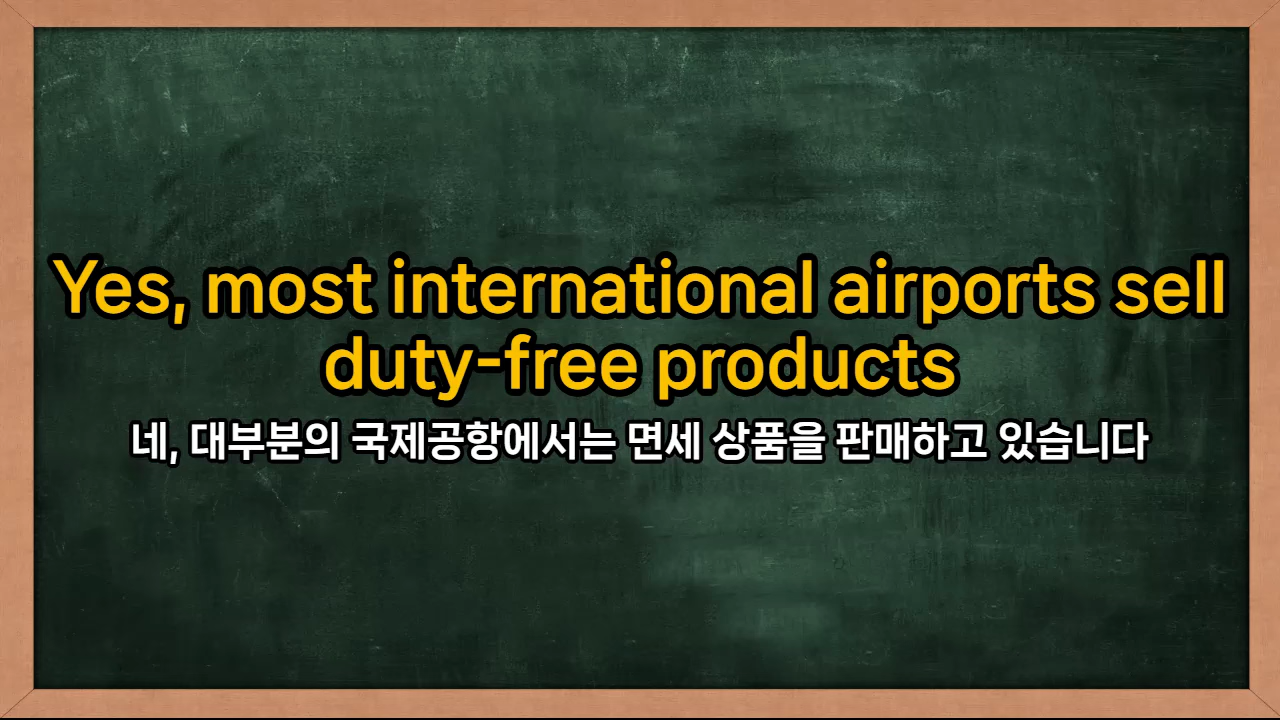 Yes, most international airports sell
duty-free products
네, 대부분의 국제공항에서는 면세 상품을 판매하고 있습니다